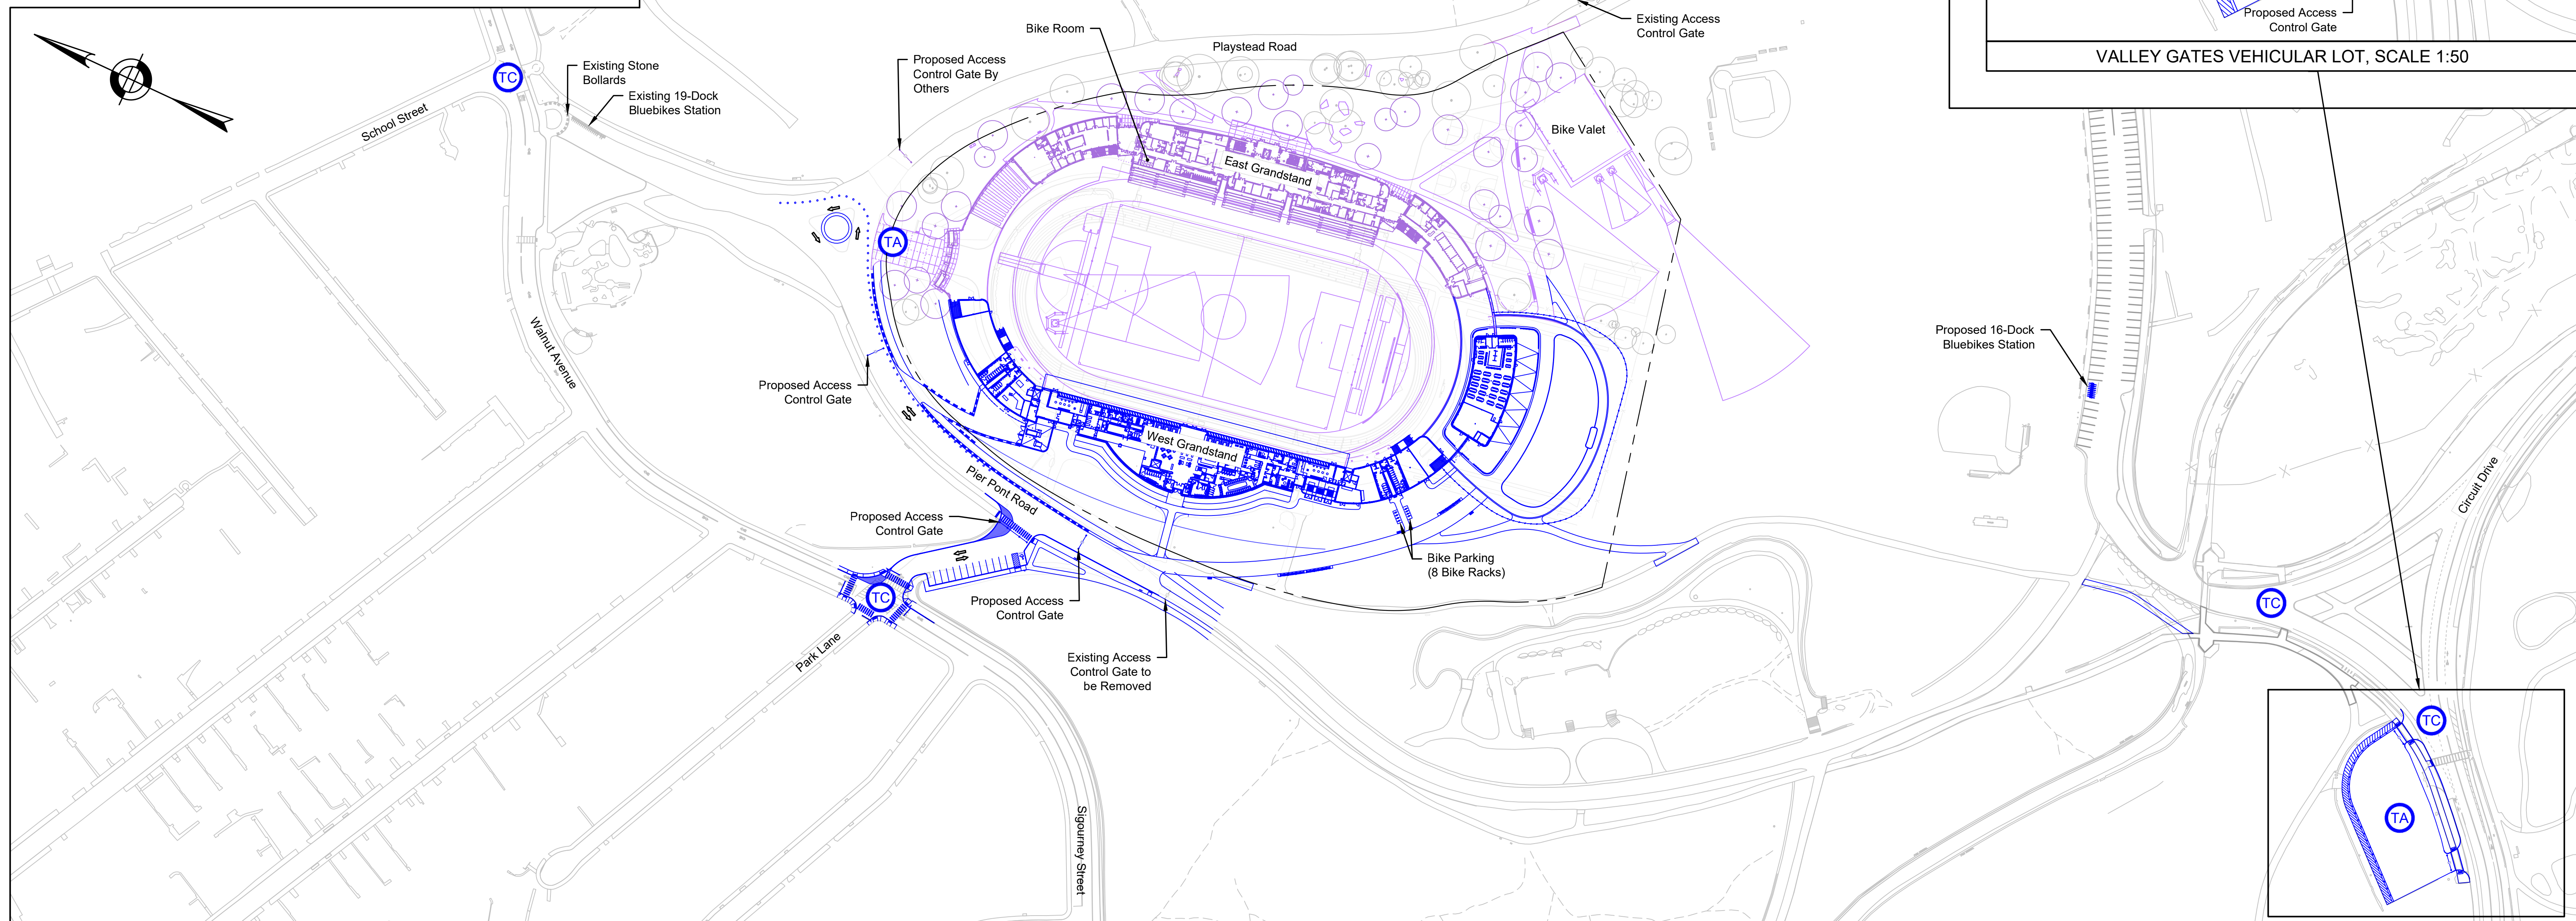 Proposed Access
Control Gate
VALLEY GATES VEHICULAR LOT, SCALE 1:50
Existing Access
Control Gate
Bike Room
Playstead Road
Proposed Access
Control Gate By
Others
Existing Stone
Bollards
Existing 19-Dock
Bluebikes Station
TC
School Street
Bike Valet
East Grandstand
TA
Walnut Avenue
Proposed 16-Dock
Bluebikes Station
Proposed Access
Control Gate
West Grandstand
Pier Pont Road
Circuit Drive
Proposed Access
Control Gate
Bike Parking
(8 Bike Racks)
TC
Proposed Access
Control Gate
TC
Park Lane
Existing Access
Control Gate to
be Removed
TC
TA
Sigourney Street